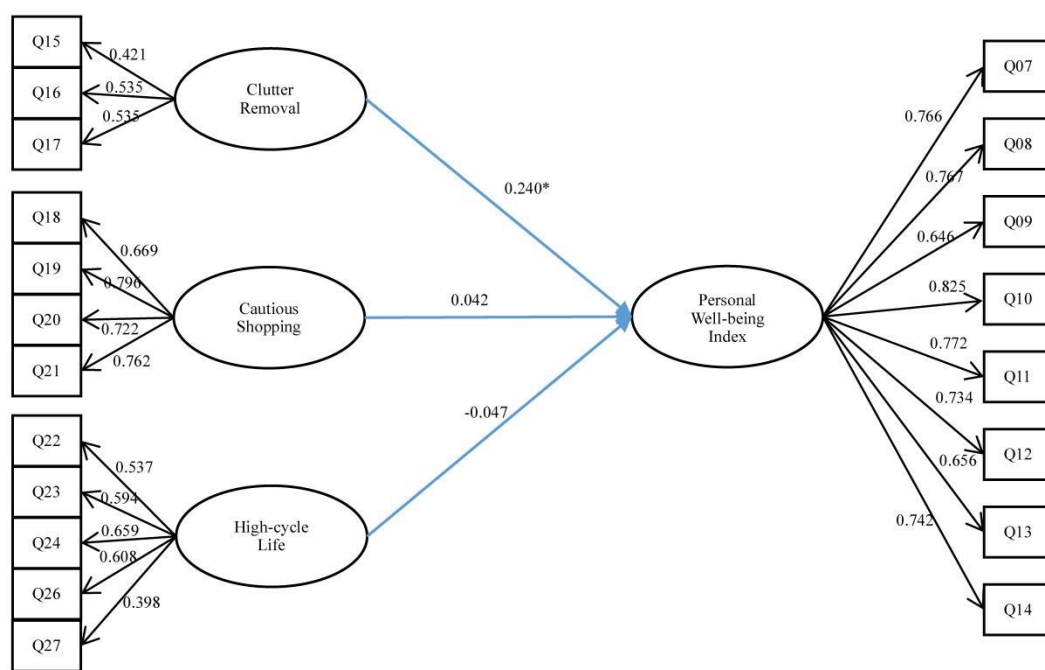 Q15
0.421
Q16
0.535
Q17
0.535
Clutter
Removal
0.240*
Q18
0.669
Q19
0.796
Q20
0.722
Q21
0.762
Cautious
Shopping
0.042
Q22
0.537
Q23
0.594
Q24
0.659
Q26
0.608
Q27
0.398
High-cycle
Life
-0.047
Personal
Well-being
Index
0.766
Q07
0.767
Q08
0.646
Q09
0.825
Q10
0.772
Q11
0.734
Q12
0.656
Q13
0.742
Q14